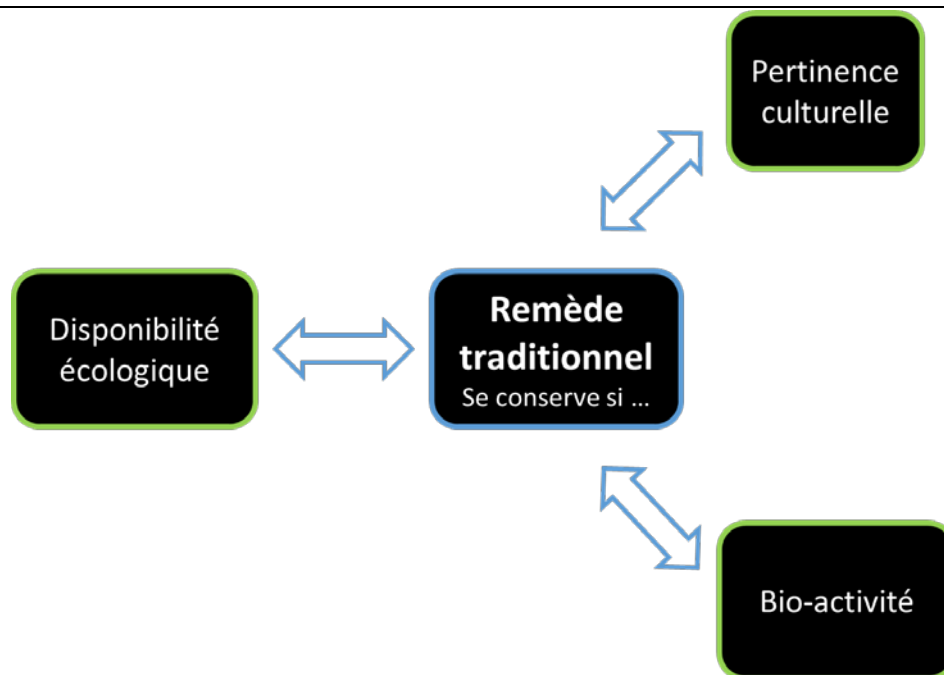 Pertinence
culturelle
Disponibilité
écologique
Remède
traditionnel
Se conserve si ...
Bio-activité